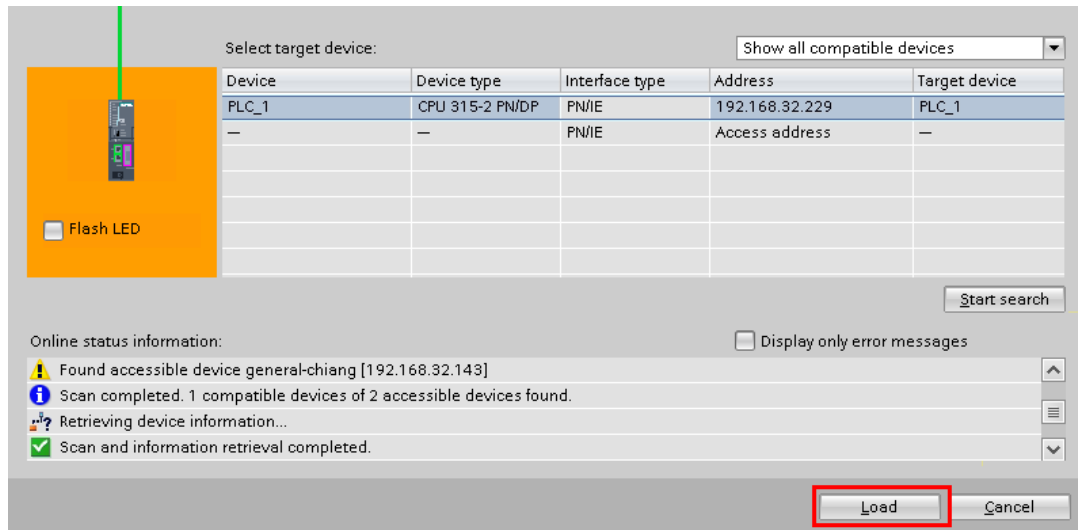 Select target device:
Show all compatible devices
Device Device type Interface type Address Target device
PLC_1 CPU 315-2 PN/DP PN/IE 192.168.32.229 PLC_1
— — PN/IE Access address —
Flash LED
Start search
Online status information:
Display only error messages
Found accessible device general-chiang [192.168.32.143]
Scan completed. 1 compatible devices of 2 accessible devices found.
Retrieving device information...
Scan and information retrieval completed.
Load Cancel